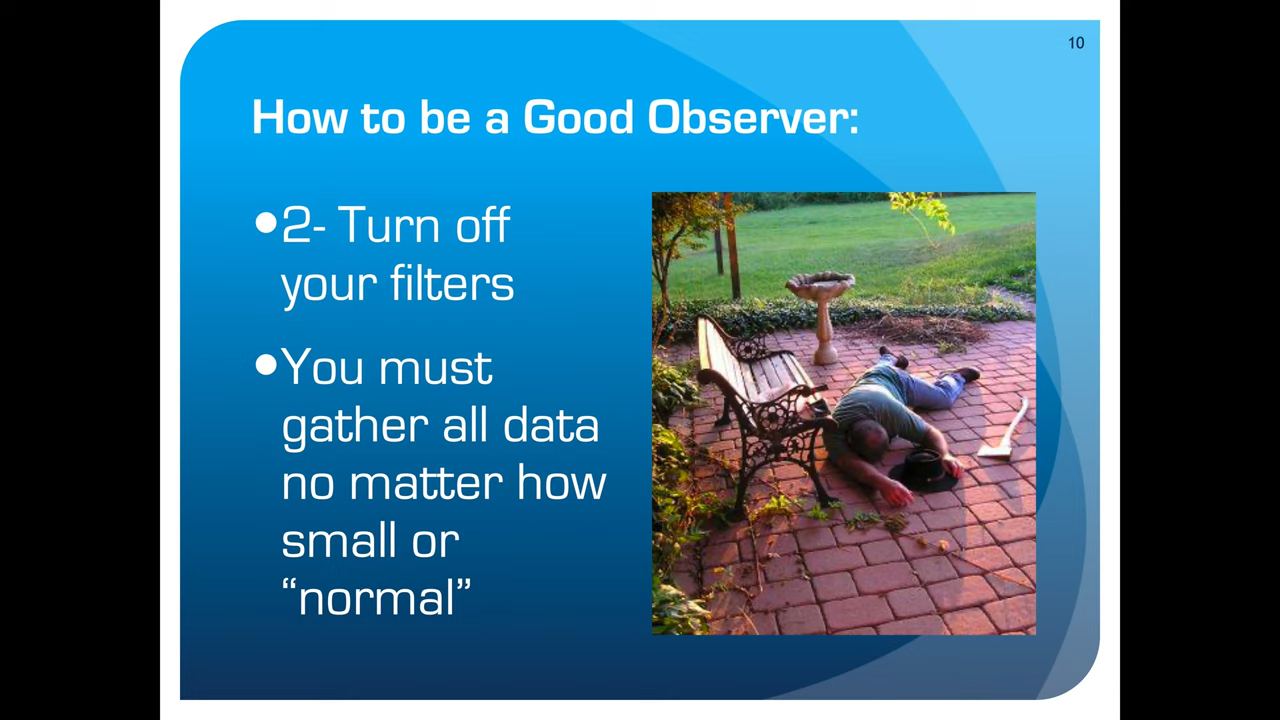 10
How to be a Good Observer:
•2- Turn off
your filters
•You must
gather all data
no matter how
small or
“normal”